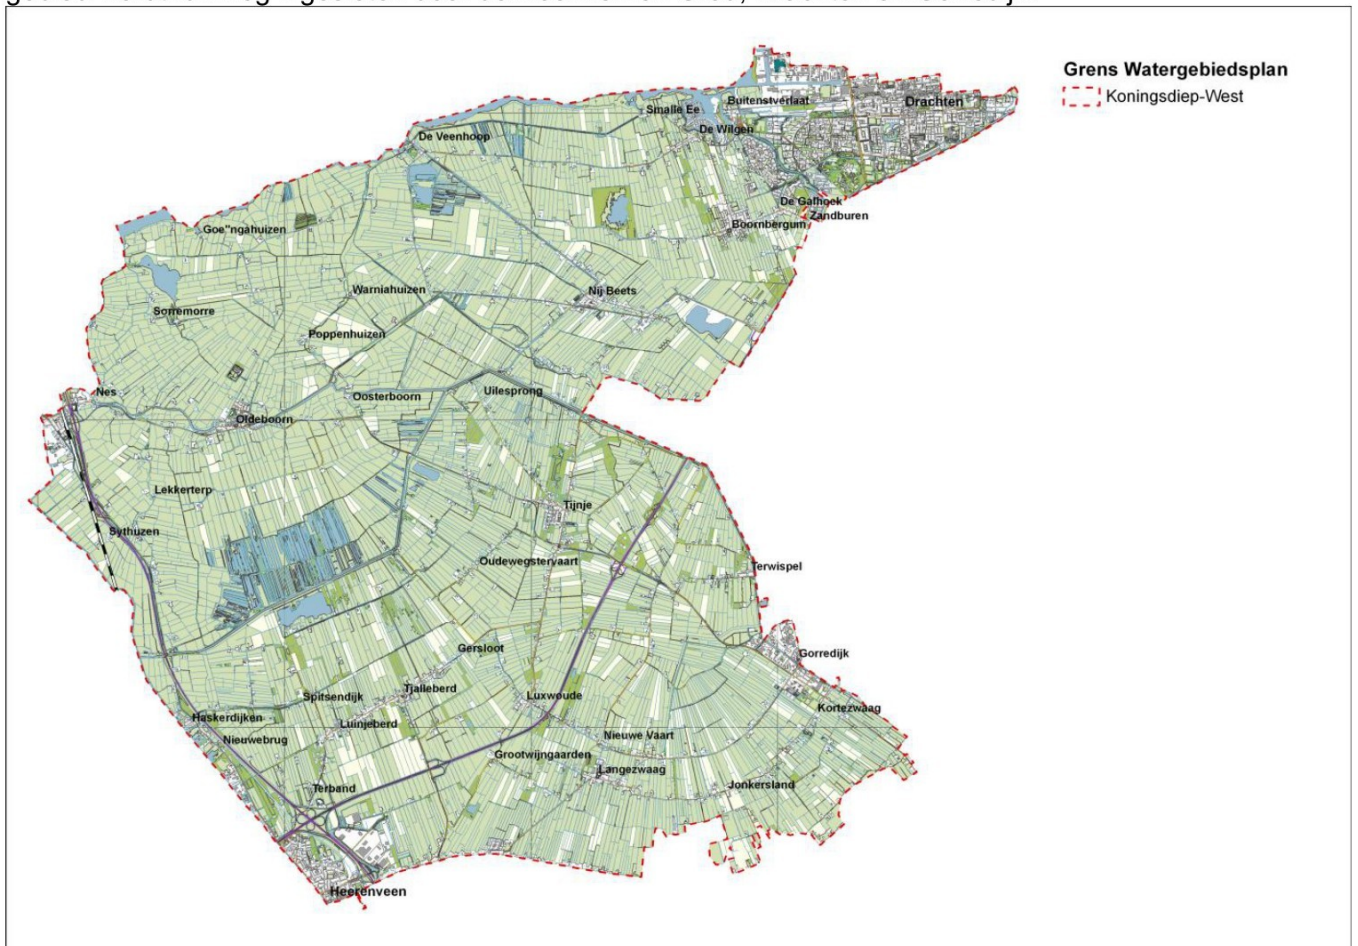 Grens Watergebiedsplan
Koningsdiep-West
Drachten
Buitenstverlaat
Smalle Ee
De Wilgen
De Veenhoop
De Galhoek
Zandburen
Boornbergum
Goe"ngahuizen
Warniahuizen
Nij Beets
Sorremorre
Poppenhuizen
Nes
Oosterboorn
Uilesprong
Oldeboorn
Lekkerterp
Tijnje
Sythuzen
Oudewegstervaart
Terwispel
Gersloot
Gorredijk
Tjalleberd
Spitsendijk
Luxwoude
Kortezwaag
Haskerdijken
Luinjeberd
Nieuwebrug
Nieuwe Vaart
Grootwijngaarden
Langezwaag
Jonkersland
Terband
Heerenveen